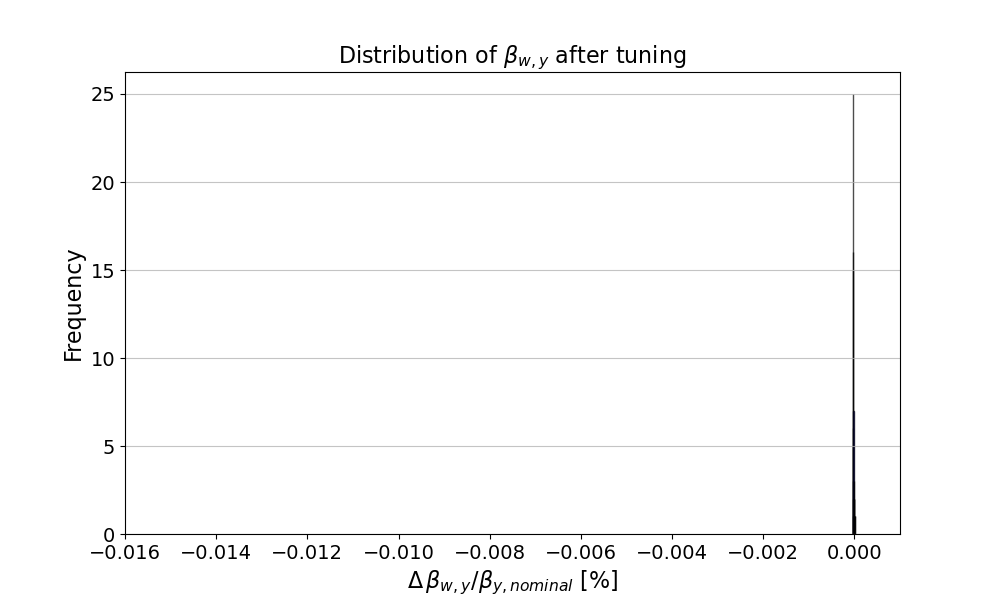 Distribution of β_{w, y} after tuning
25
20
15
10
5
0
Frequency
−0.016 −0.014 −0.012 −0.010 −0.008 −0.006 −0.004 −0.002 0.000
Δβ_{w, y}/β_{y, nominal} [%]